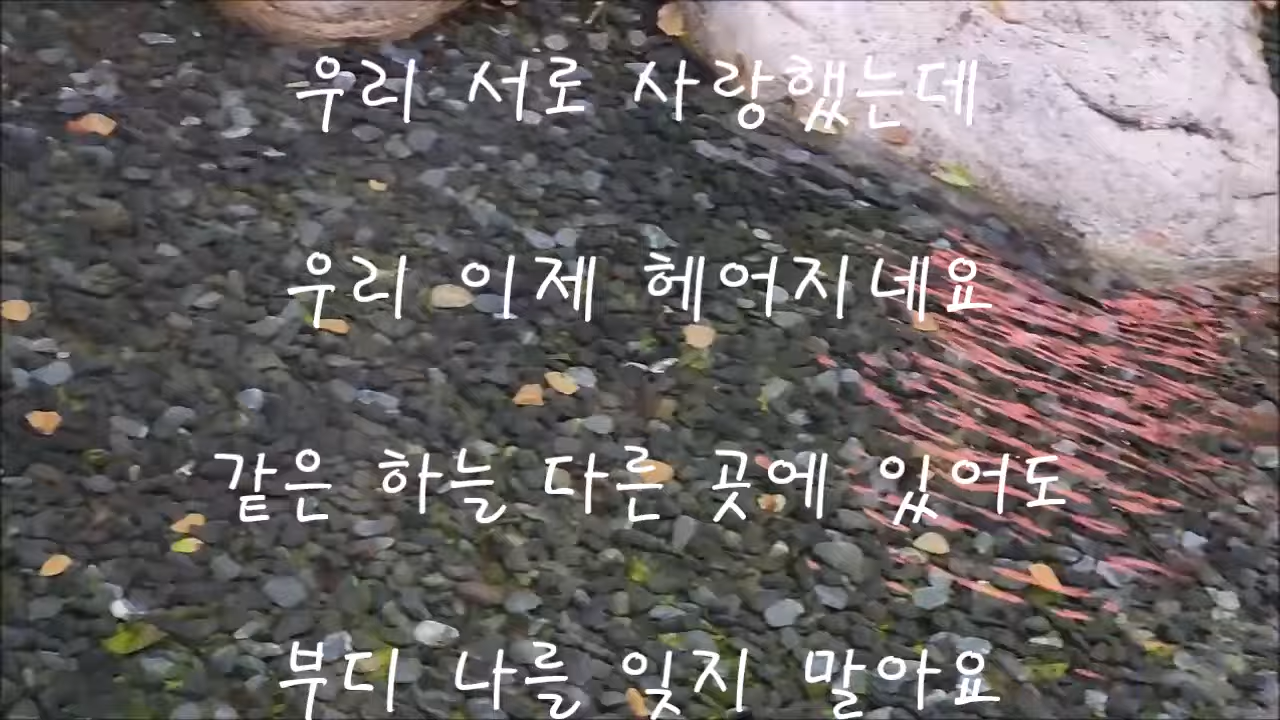 우리 서로 사랑했는데
우리 이제 헤어지네요
같은 하늘 다른 곳에 있어도
부디 나를 잊지 말아요